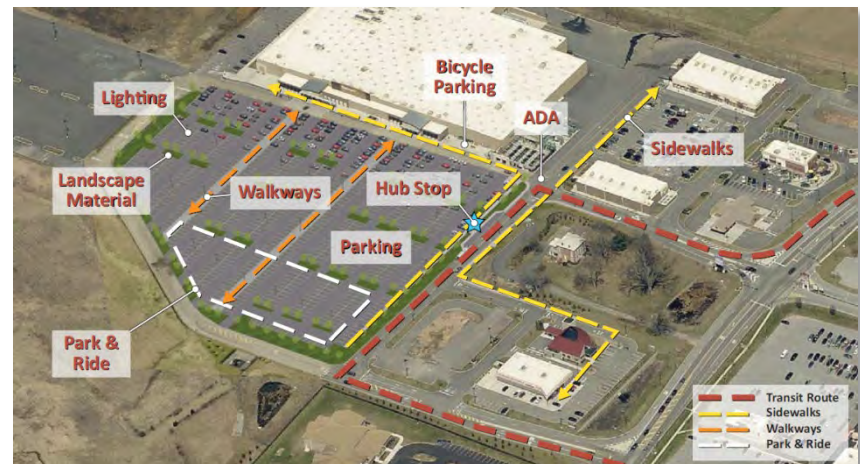 Bicycle
Parking
Lighting
ADA
Sidewalks
Landscape
Material
Walkways
Hub Stop
Parking
Park &
Ride
Transit Route
Sidewalks
Walkways
Park & Ride